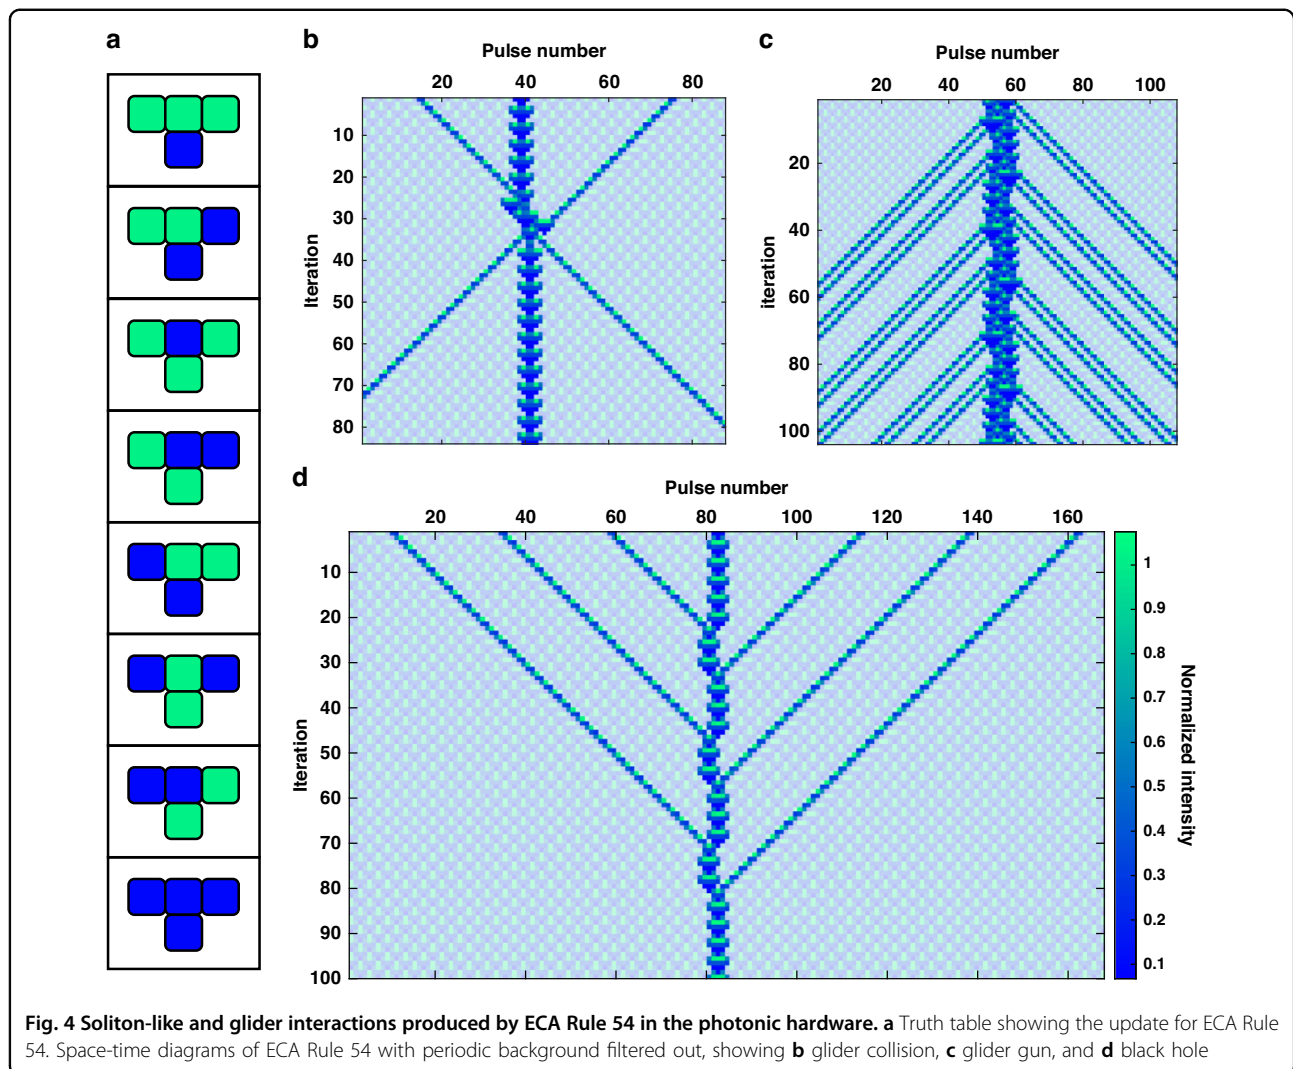 a
b
Pulse number
20 40 60 80
10
20
30
40
50
60
70
80
Iteration
c
Pulse number
20 40 60 80 100
20
40
60
80
100
iteration
d
Pulse number
20 40 60 80 100 120 140 160
10
20
30
40
50
60
70
80
90
100
Iteration
1
0.9
0.8
0.7
0.6
0.5
0.4
0.3
0.2
0.1
Normalized intensity
Fig. 4 Soliton-like and glider interactions produced by ECA Rule 54 in the photonic hardware. a Truth table showing the update for ECA Rule
54. Space-time diagrams of ECA Rule 54 with periodic background filtered out, showing b glider collision, c glider gun, and d black hole